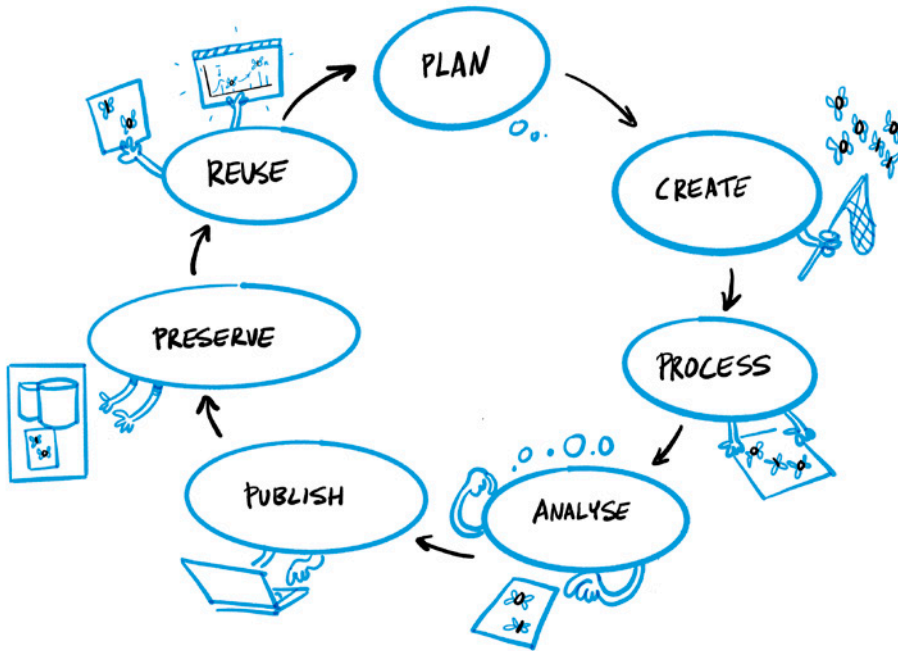 PLAN
CREATE
PROCESS
ANALYSE
PUBLISH
PRESERVE
REUSE